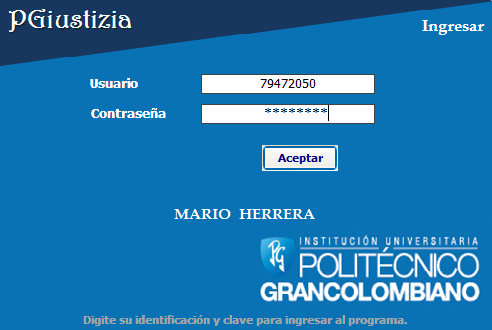 PGiustizia
Ingresar
Usuario 79472050
Contraseña ********
Aceptar
MARIO HERRERA
INSTITUCIÓN UNIVERSITARIA
POLITÉCNICO
GRANCOLOMBIANO
Digite su identificación y clave para ingresar al programa.